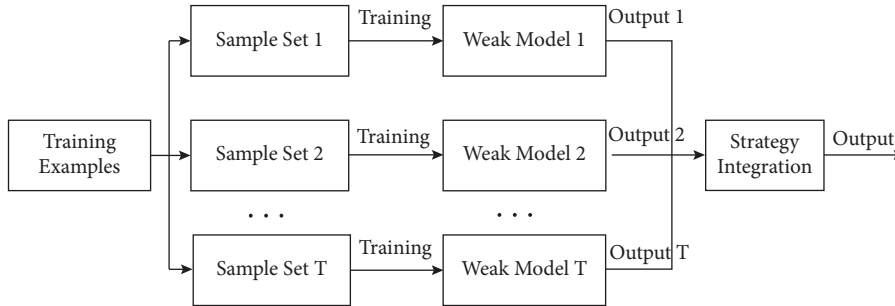 Sample Set 1
Training
Weak Model 1
Output 1
Training
Examples
Sample Set 2
Training
Weak Model 2
Output 2
Strategy
Integration
Output
. . .
. . .
Sample Set T
Training
Weak Model T
Output T